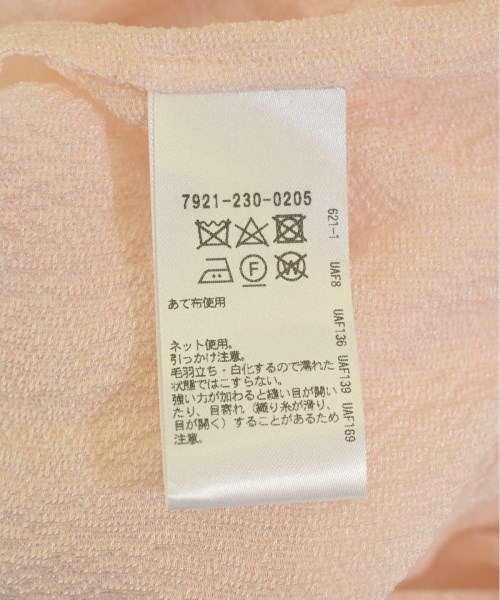 7921-230-0205
F
W
あて布使用
ネット使用。
引っかけ注意。
毛羽立ち・白化するので濡れた
状態ではこすらない。
強い力が加わると縫い目が開い
たり、目寄れ（織り糸が滑り、
目が開く）することがあるため
注意。
621-1 UAF8 UAF136 UAF139 UAF169